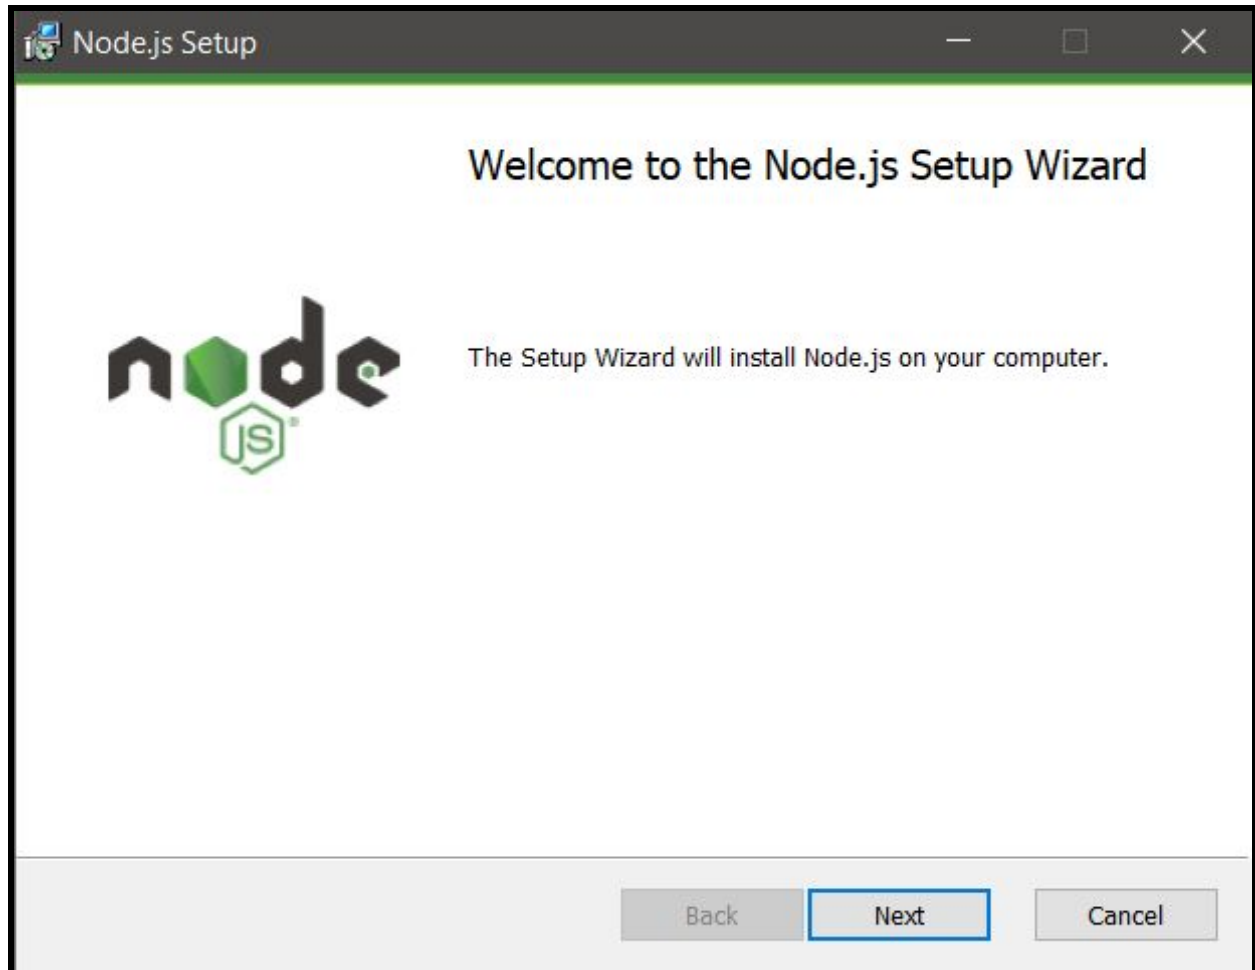 Node.js Setup
Welcome to the Node.js Setup Wizard
node
JS®
The Setup Wizard will install Node.js on your computer.
Back
Next
Cancel